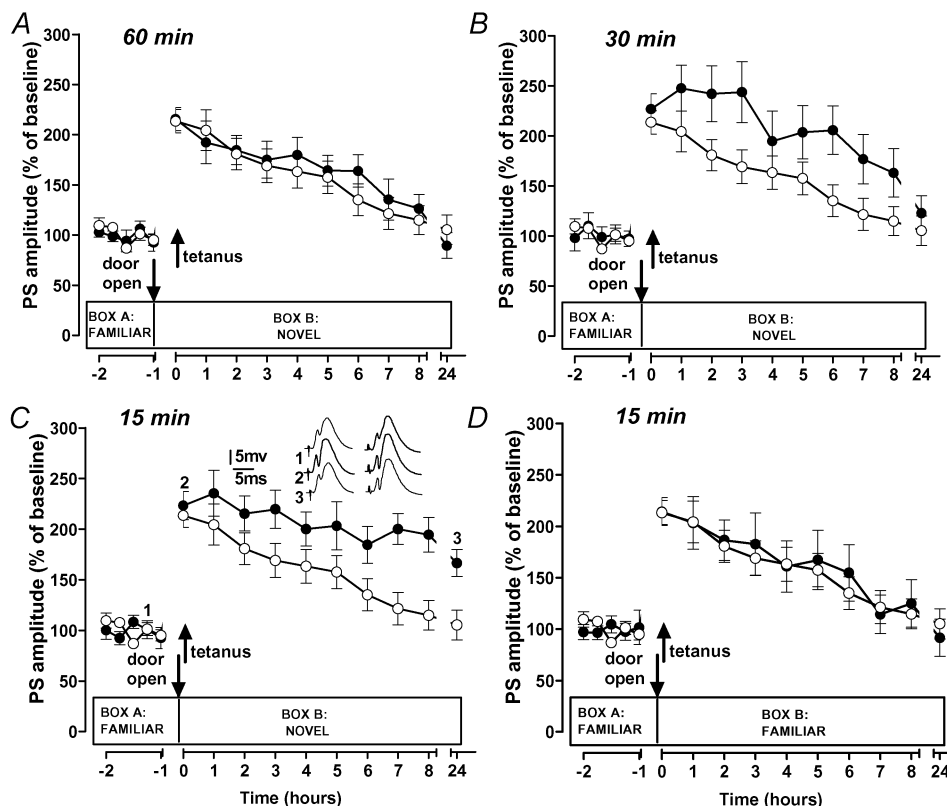 A
60 min
PS amplitude (% of baseline)
300
250
200
150
100
50
0
door
open
tetanus
BOX A:
FAMILIAR
BOX B:
NOVEL
-2 -1 0 1 2 3 4 5 6 7 8 24
B
30 min
PS amplitude (% of baseline)
300
250
200
150
100
50
0
door
open
tetanus
BOX A:
FAMILIAR
BOX B:
NOVEL
-2 -1 0 1 2 3 4 5 6 7 8 24
C
15 min
PS amplitude (% of baseline)
300
250
200
150
100
50
0
5mv
5ms
1
2
3
2
3
1
door
open
tetanus
BOX A:
FAMILIAR
BOX B:
NOVEL
-2 -1 0 1 2 3 4 5 6 7 8 24
Time (hours)
D
15 min
PS amplitude (% of baseline)
300
250
200
150
100
50
0
door
open
tetanus
BOX A:
FAMILIAR
BOX B:
FAMILIAR
-2 -1 0 1 2 3 4 5 6 7 8 24
Time (hours)